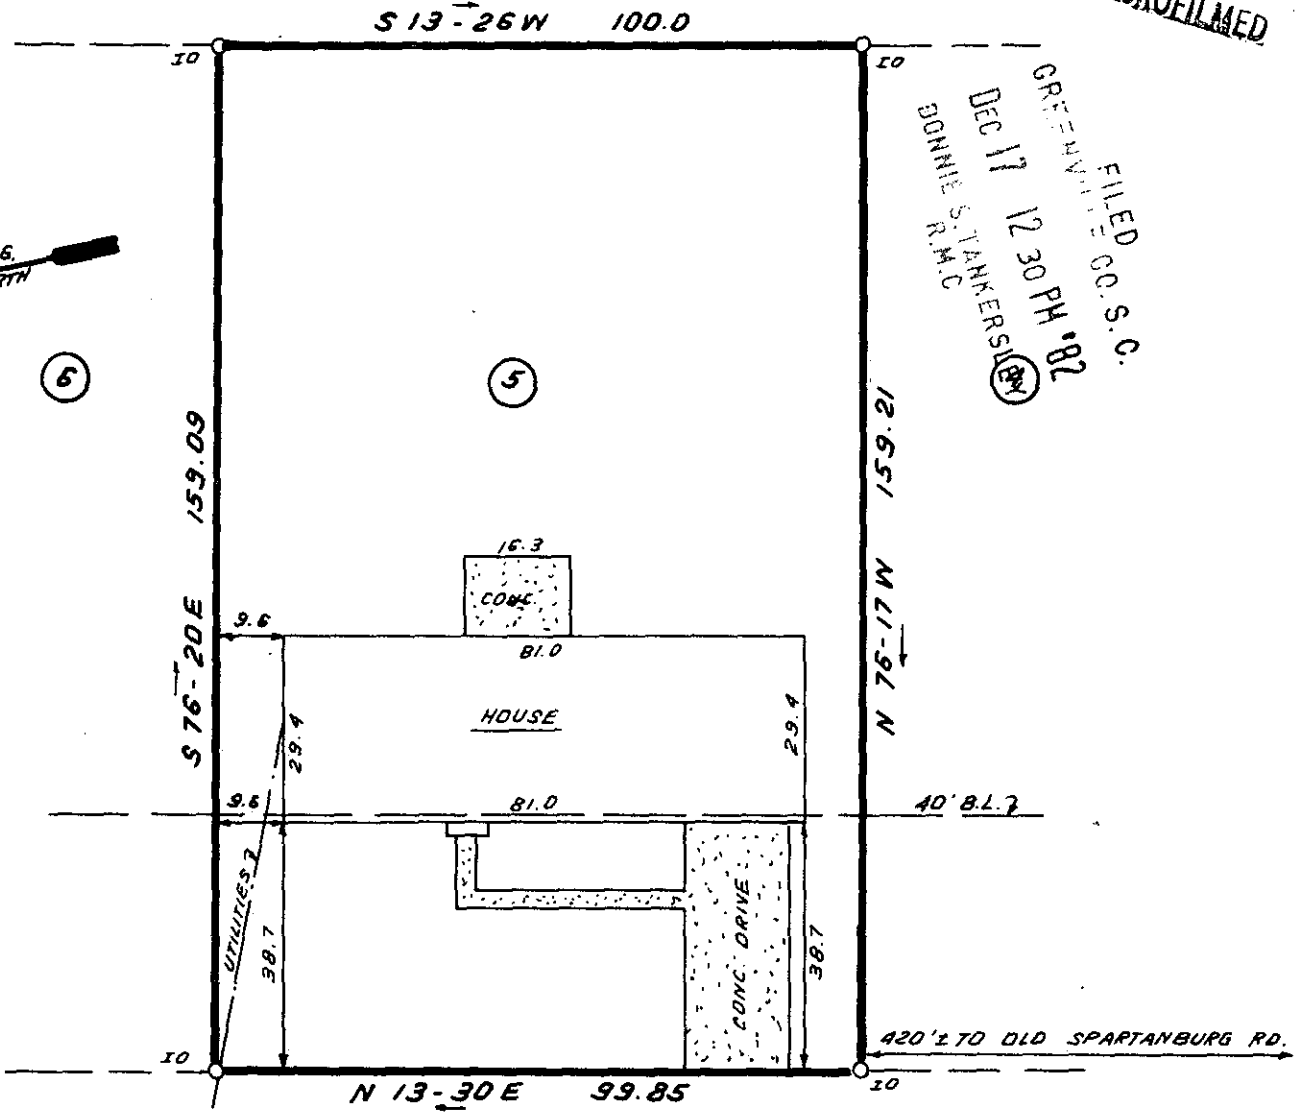 S 13-26 W 100.0
IO
IO
FILED
GREENVILLE CO. S. C.
DEC 17 12 30 PM '82
DONNIE S. TANKERSLEY
R.M.C
6
5
159.09
S 76-20 E
159.21
N 76-17 W
16.3
CONC.
9.6
81.0
HOUSE
29.4
29.4
9.6
81.0
40' B.L.
UTILITIES
38.7
CONC. DRIVE
38.7
IO
420'± TO OLD SPARTANBURG RD.
IO
N 13-30 E 99.85